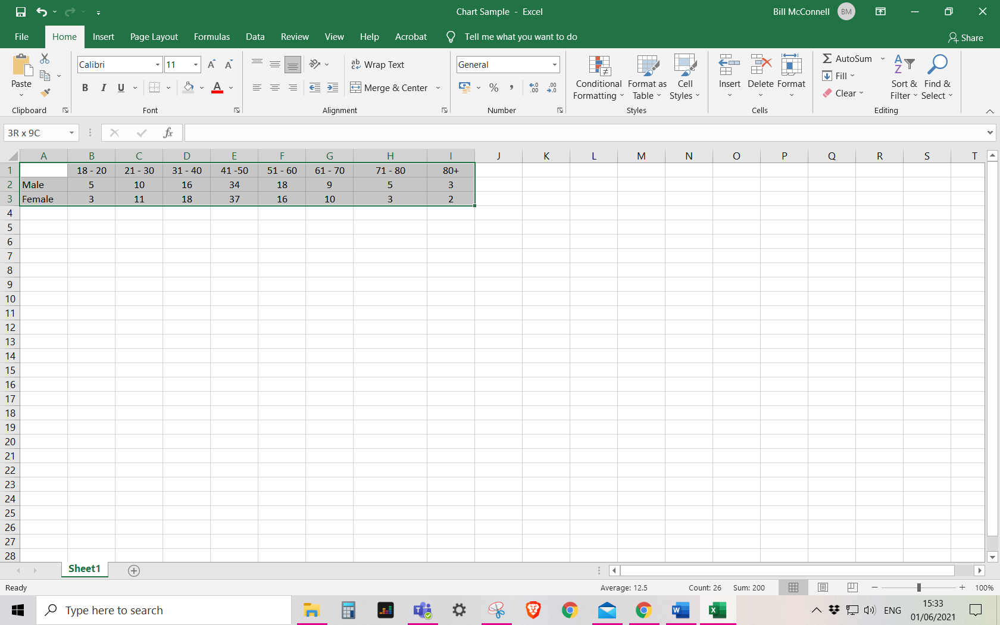 Chart Sample - Excel
Bill McConnell BM
File Home Insert Page Layout Formulas Data Review View Help Acrobat Tell me what you want to do Share
Paste
Clipboard
Calibri 11 A A
B I U A
Font
ab Wrap Text
Merge & Center
Alignment
General
% , .00 .00
Number
Conditional Formatting
Format as Table
Cell Styles
Styles
Insert Delete Format
Cells
Σ AutoSum
Fill
Clear
Sort & Filter
Find & Select
Editing
3R x 9C fx
A B C D E F G H I J K L M N O P Q R S T
1 18 - 20 21 - 30 31 - 40 41 -50 51 - 60 61 - 70 71 - 80 80+
2 Male 5 10 16 34 18 9 5 3
3 Female 3 11 18 37 16 10 3 2
4
5
6
7
8
9
10
11
12
13
14
15
16
17
18
19
20
21
22
23
24
25
26
27
28
Sheet1
Ready Average: 12.5 Count: 26 Sum: 200 100%
Type here to search
ENG 15:33
01/06/2021